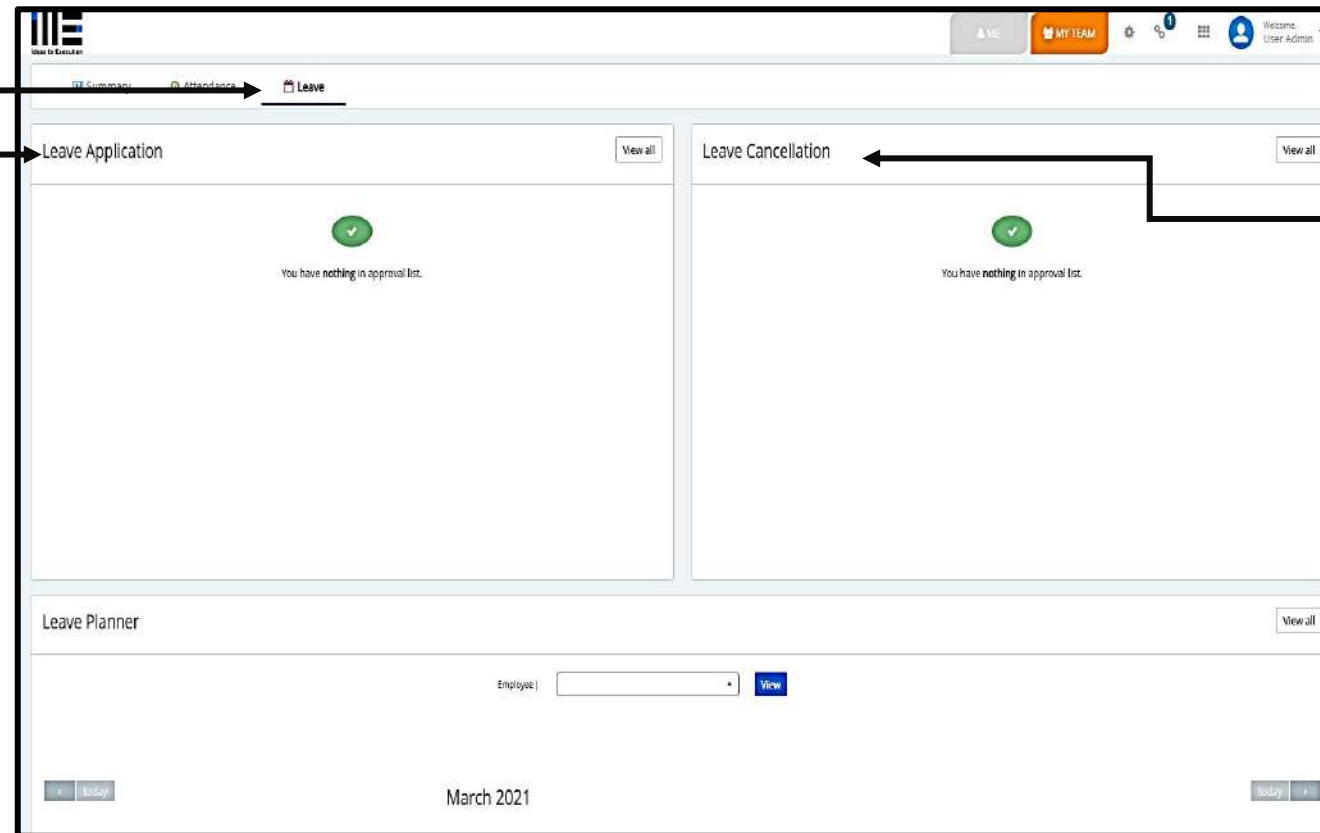 Ideas to Execution
ME
MY TEAM
1
Welcome,
User Admin
Summary
Attendance
Leave
Leave Application
View all
Leave Cancellation
View all
You have nothing in approval list.
You have nothing in approval list.
Leave Planner
View all
Employee|
View
today
March 2021
today